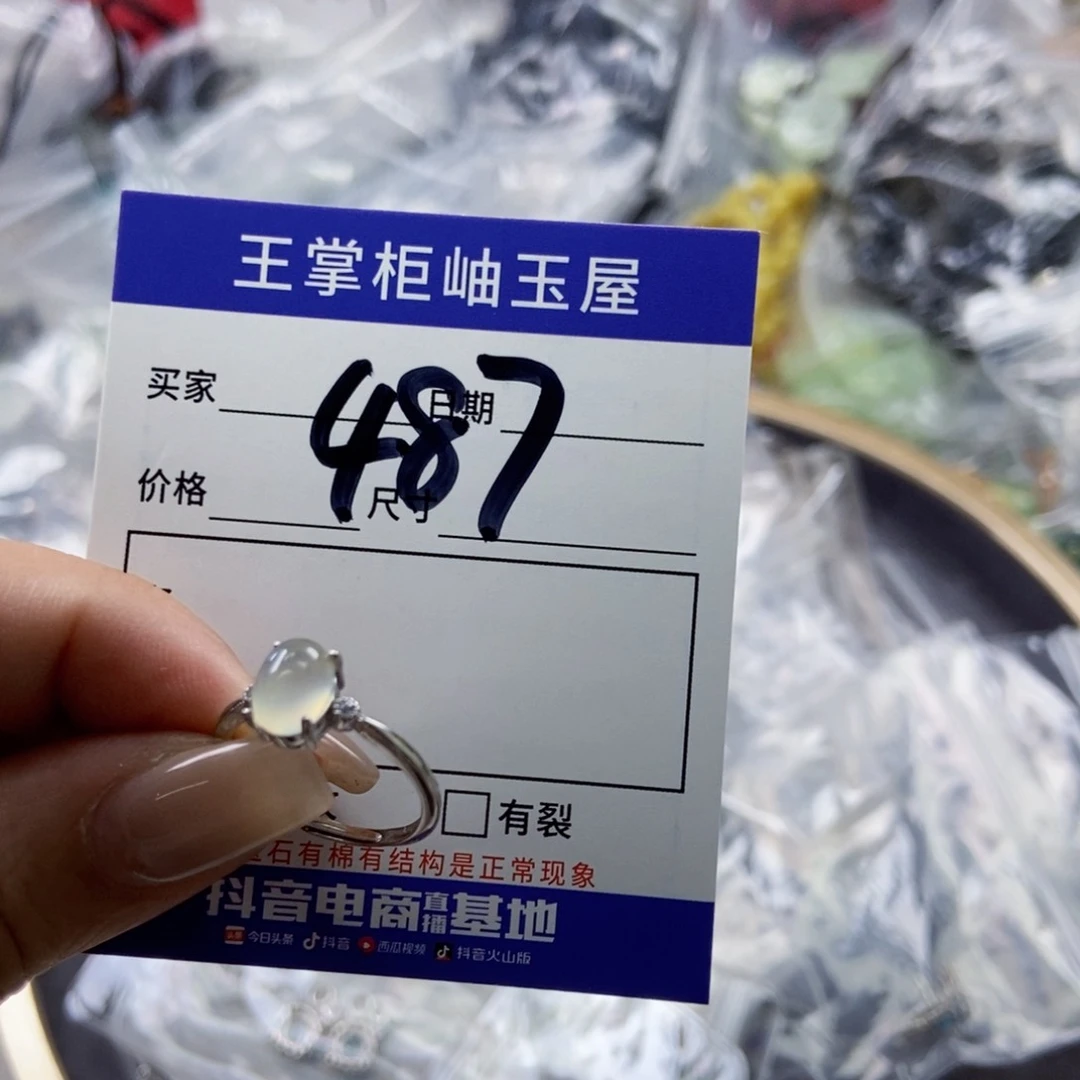 王掌柜岫玉屋
买家 日期
487
价格 尺寸
有裂
石有棉有结构是正常现象
抖音电商直播基地
今日头条 抖音 西瓜视频 抖音火山版